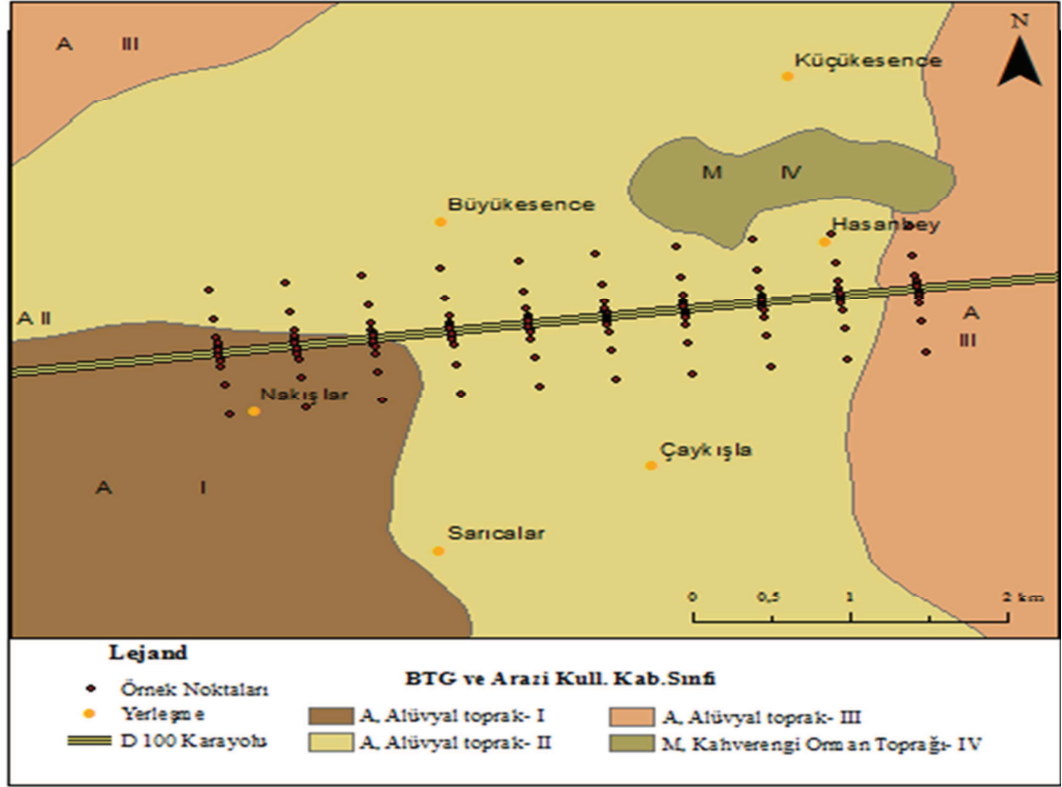 N
A III
Küçükesence
M IV
Büyükesence
Hasanbey
A II
A
III
Nakışlar
Çaykışla
A I
Sarıcalar
0 0,5 1 2 km
Lejand
BTG ve Arazi Kull. Kab.Sınfi
Örnek Noktaları
Yerleşme
D 100 Karayolu
A, Alüvyal toprak- I
A, Alüvyal toprak- II
A, Alüvyal toprak- III
M, Kahverengi Orman Toprağı- IV